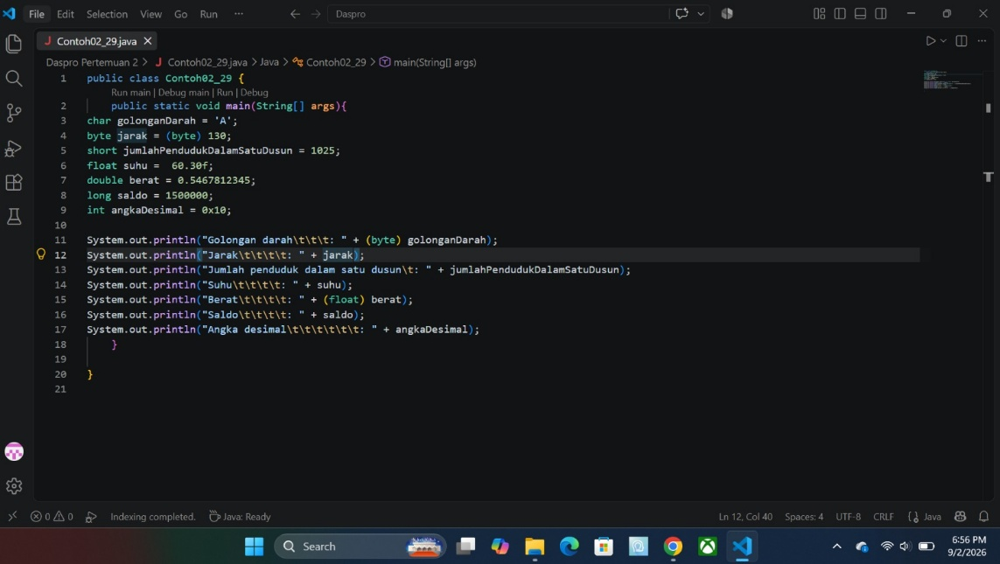 File Edit Selection View Go Run ··· Daspro
Contoh02_29.java
Daspro Pertemuan 2 > Contoh02_29.java > Java > Contoh02_29 > main(String[] args)
1 public class Contoh02_29 {
Run main | Debug main | Run | Debug
2 public static void main(String[] args){
3 char golonganDarah = 'A';
4 byte jarak = (byte) 130;
5 short jumlahPendudukDalamSatuDusun = 1025;
6 float suhu =  60.30f;
7 double berat = 0.5467812345;
8 long saldo = 1500000;
9 int angkaDesimal = 0x10;
10
11 System.out.println("Golongan darah\t\t\t: " + (byte) golonganDarah);
12 System.out.println("Jarak\t\t\t\t: " + jarak);
13 System.out.println("Jumlah penduduk dalam satu dusun\t: " + jumlahPendudukDalamSatuDusun);
14 System.out.println("Suhu\t\t\t\t: " + suhu);
15 System.out.println("Berat\t\t\t\t: " + (float) berat);
16 System.out.println("Saldo\t\t\t\t: " + saldo);
17 System.out.println("Angka desimal\t\t\t\t\t\t: " + angkaDesimal);
18 }
19
20 }
21
0 0 Indexing completed. Java: Ready Ln 12, Col 40 Spaces: 4 UTF-8 CRLF Java
Search
6:56 PM
9/2/2026